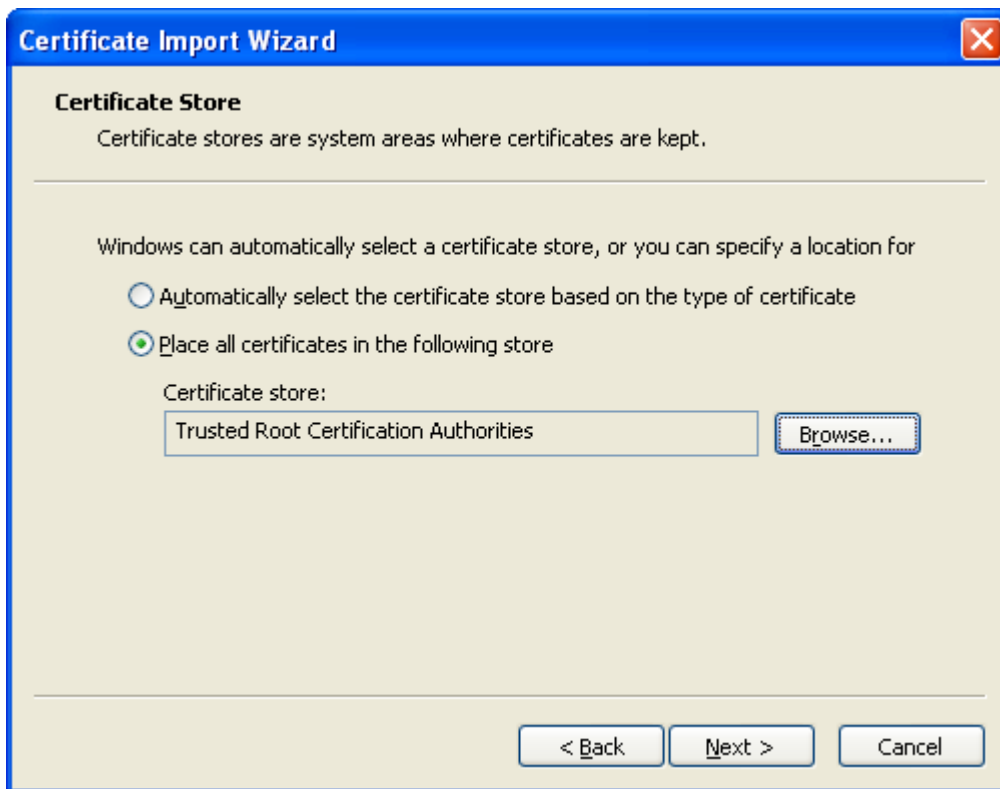 Certificate Import Wizard
Certificate Store
Certificate stores are system areas where certificates are kept.
Windows can automatically select a certificate store, or you can specify a location for
Automatically select the certificate store based on the type of certificate
Place all certificates in the following store
Certificate store:
Trusted Root Certification Authorities
Browse...
< Back
Next >
Cancel